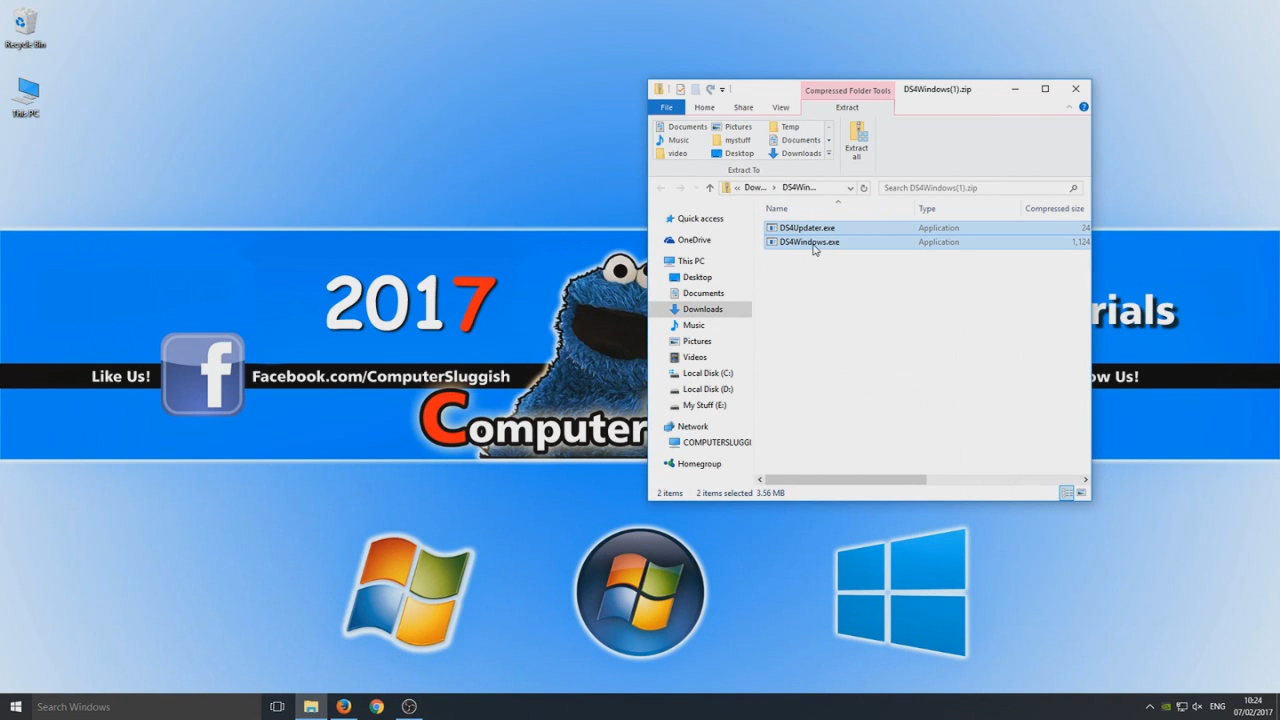 Recycle Bin
This PC
2017
Like Us!
Facebook.com/ComputerSluggish
Computer
rials
ow Us!
Compressed Folder Tools
DS4Windows(1).zip
File
Home
Share
View
Extract
Documents
Pictures
Temp
Music
mystuff
Documents
video
Desktop
Downloads
Extract all
Extract To
« Dow... > DS4Win...
Search DS4Windows(1).zip
Name
Type
Compressed size
DS4Updater.exe
Application
24
DS4Windows.exe
Application
1,124
Quick access
OneDrive
This PC
Desktop
Documents
Downloads
Music
Pictures
Videos
Local Disk (C:)
Local Disk (D:)
My Stuff (E:)
Network
COMPUTERSLUGGI
Homegroup
2 items
2 items selected 3.56 MB
Search Windows
ENG
10:24
07/02/2017